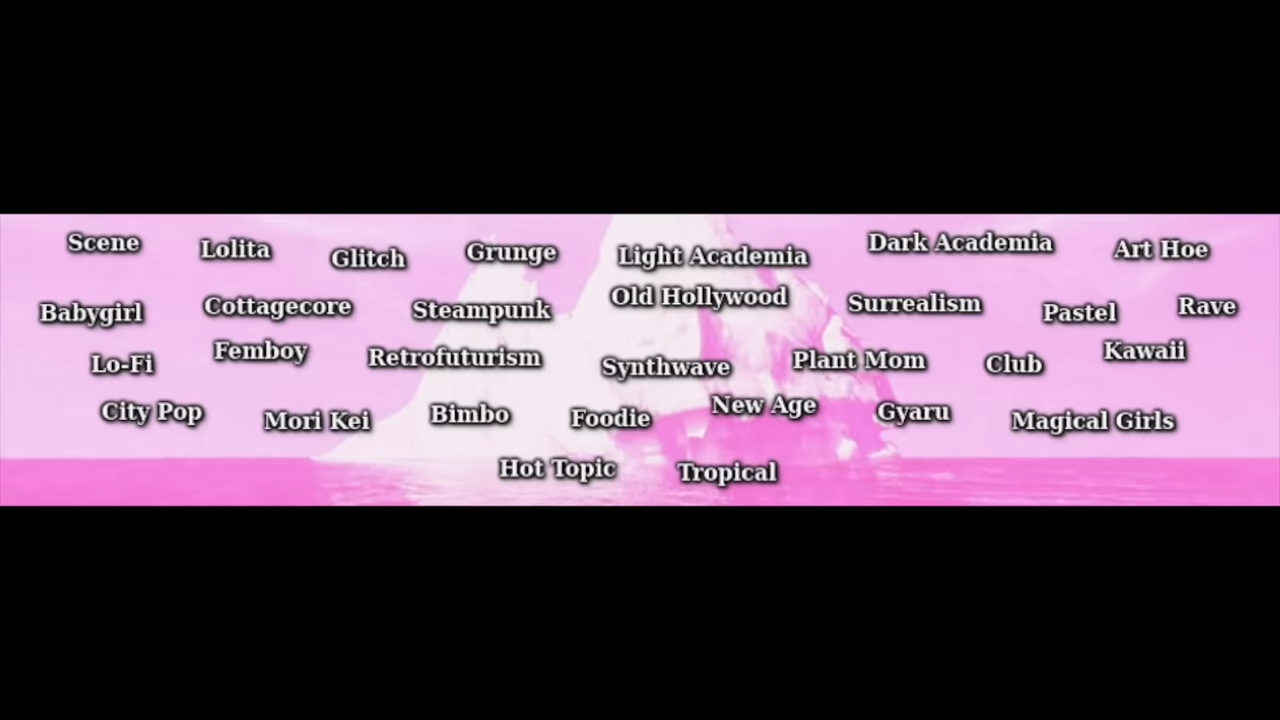 Scene Lolita Glitch Grunge Light Academia Dark Academia Art Hoe
Babygirl Cottagecore Steampunk Old Hollywood Surrealism Pastel Rave
Lo-Fi Femboy Retrofuturism Synthwave Plant Mom Club Kawaii
City Pop Mori Kei Bimbo Foodie New Age Gyaru Magical Girls
Hot Topic Tropical